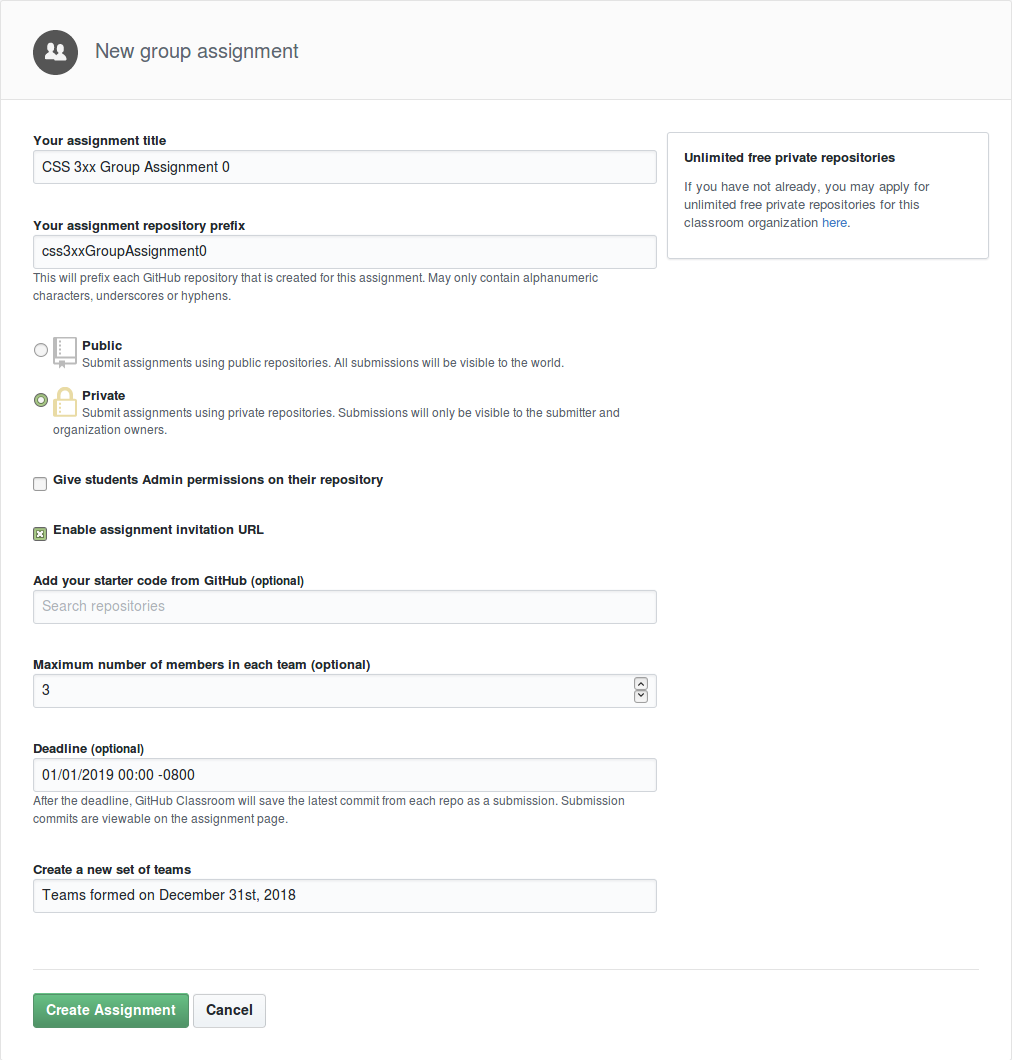 New group assignment
Your assignment title
CSS 3xx Group Assignment 0
Your assignment repository prefix
css3xxGroupAssignment0
This will prefix each GitHub repository that is created for this assignment. May only contain alphanumeric
characters, underscores or hyphens.
Public
Submit assignments using public repositories. All submissions will be visible to the world.
Private
Submit assignments using private repositories. Submissions will only be visible to the submitter and
organization owners.
Give students Admin permissions on their repository
Enable assignment invitation URL
Add your starter code from GitHub (optional)
Search repositories
Maximum number of members in each team (optional)
3
Deadline (optional)
01/01/2019 00:00 -0800
After the deadline, GitHub Classroom will save the latest commit from each repo as a submission. Submission
commits are viewable on the assignment page.
Create a new set of teams
Teams formed on December 31st, 2018
Create Assignment
Cancel
Unlimited free private repositories
If you have not already, you may apply for
unlimited free private repositories for this
classroom organization here.